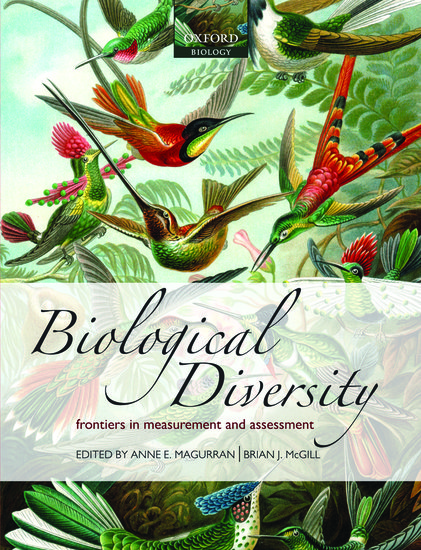 OXFORD
BIOLOGY
Biological
Diversity
frontiers in measurement and assessment
EDITED BY ANNE E. MAGURRAN | BRIAN J. McGILL